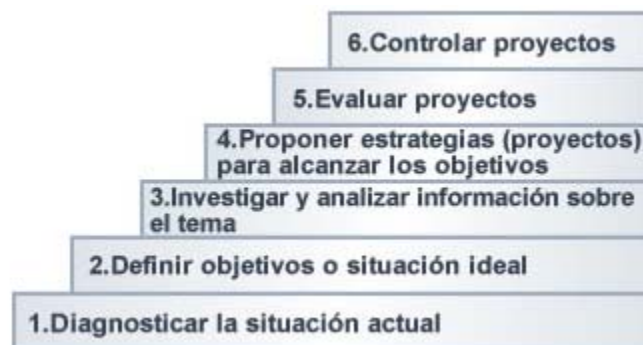 6.Controlar proyectos
5.Evaluar proyectos
4.Proponer estrategias (proyectos)
para alcanzar los objetivos
3.Investigar y analizar información sobre
el tema
2.Definir objetivos o situación ideal
1.Diagnosticar la situación actual